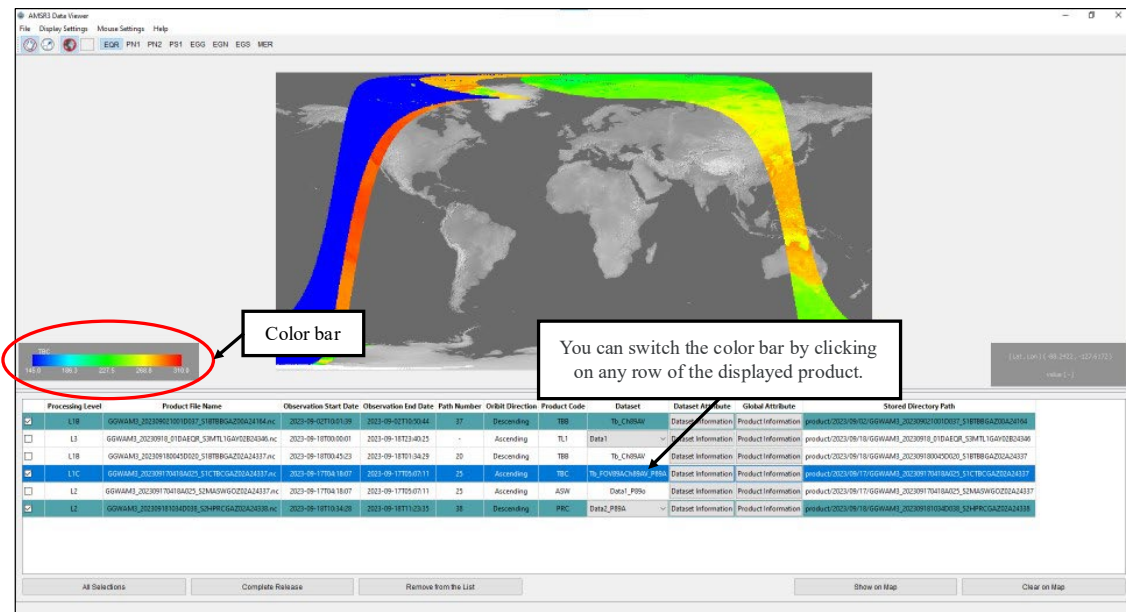 AMSR3 Data Viewer
File Display Settings Mouse Settings Help
EQR PN1 PN2 PS1 EGG EGN EGS MER
Color bar
You can switch the color bar by clicking
on any row of the displayed product.
TBC
145.0 186.3 227.5 268.8 310.0
Processing Level Product File Name Observation Start Date Observation End Date Path Number Oribit Direction Product Code Dataset Dataset Attribute Global Attribute Stored Directory Path
L1B GGWAM3_202309021001D037_S1BTBBGAZ00A24164.nc 2023-09-02T10:01:39 2023-09-02T10:50:44 37 Descending TBB Tb_Ch89AV Dataset Information Product Information product/2023/09/02/GGWAM3_202309021001D037_S1BTBBGAZ00A24164
L3 GGWAM3_20230918_01DAEQR_S3MTL1GAY02B24346.nc 2023-09-18T00:00:01 2023-09-18T23:40:25 - Ascending TL1 Data1 Dataset Information Product Information product/2023/09/18/GGWAM3_20230918_01DAEQR_S3MTL1GAY02B24346
L1B GGWAM3_202309180045D020_S1BTBBGAZ02A24337.nc 2023-09-18T00:45:23 2023-09-18T01:34:29 20 Descending TBB Tb_Ch89AV Dataset Information Product Information product/2023/09/18/GGWAM3_202309180045D020_S1BTBBGAZ02A24337
L1C GGWAM3_202309170418A025_S1CTBCGAZ02A24337.nc 2023-09-17T04:18:07 2023-09-17T05:07:11 25 Ascending TBC Tb_FOV89ACh89AV_P89A Dataset Information Product Information product/2023/09/17/GGWAM3_202309170418A025_S1CTBCGAZ02A24337
L2 GGWAM3_202309170418A025_S2MASWGOZ02A24337.nc 2023-09-17T04:18:07 2023-09-17T05:07:11 25 Ascending ASW Data1_P89o Dataset Information Product Information product/2023/09/17/GGWAM3_202309170418A025_S2MASWGOZ02A24337
L2 GGWAM3_202309181034D038_S2HPRCGAZ02A24338.nc 2023-09-18T10:34:28 2023-09-18T11:23:35 38 Descending PRC Data2_P89A Dataset Information Product Information product/2023/09/18/GGWAM3_202309181034D038_S2HPRCGAZ02A24338
All Selections Complete Release Remove from the List Show on Map Clear on Map